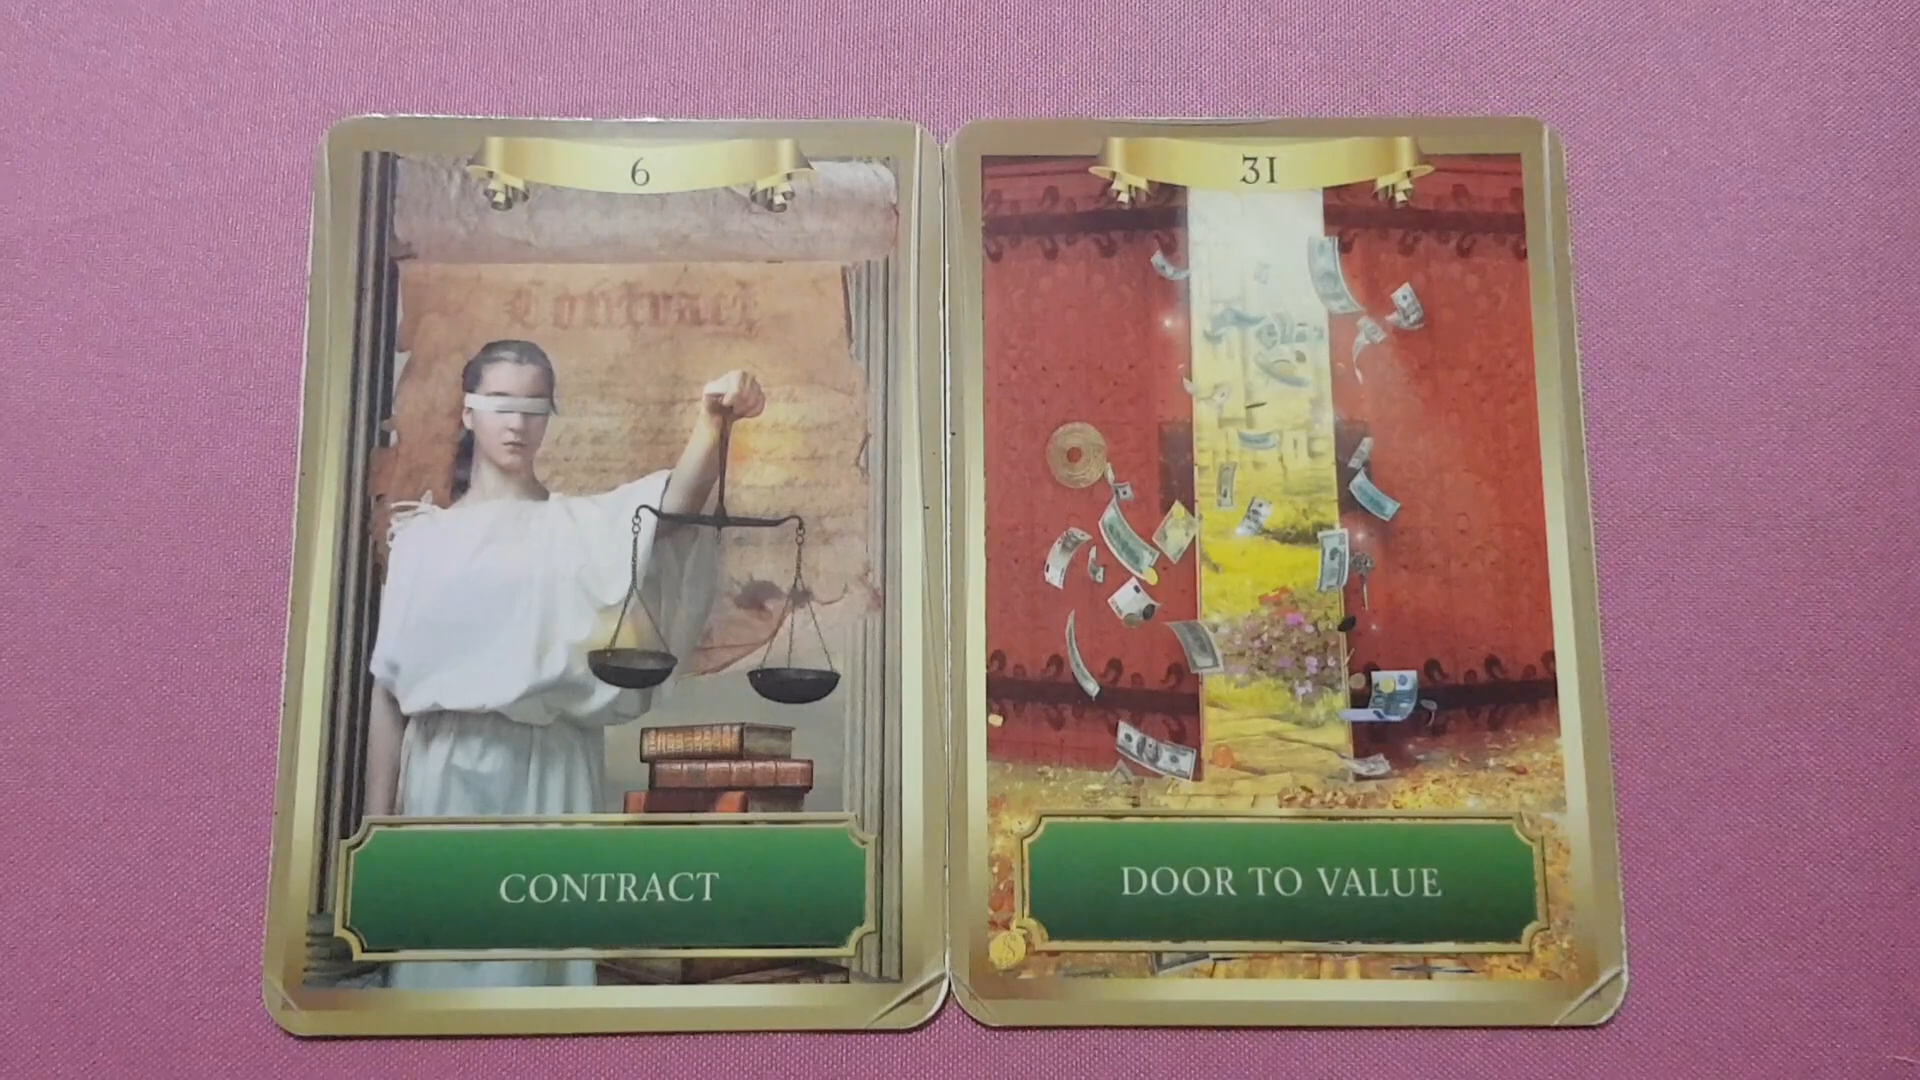 6
Contract
CONTRACT
31
DOOR TO VALUE